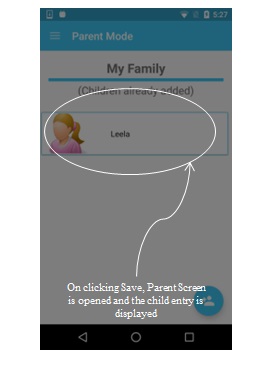 5:27
Parent Mode
My Family
(Children already added)
Leela
On clicking Save, Parent Screen
is opened and the child entry is
displayed